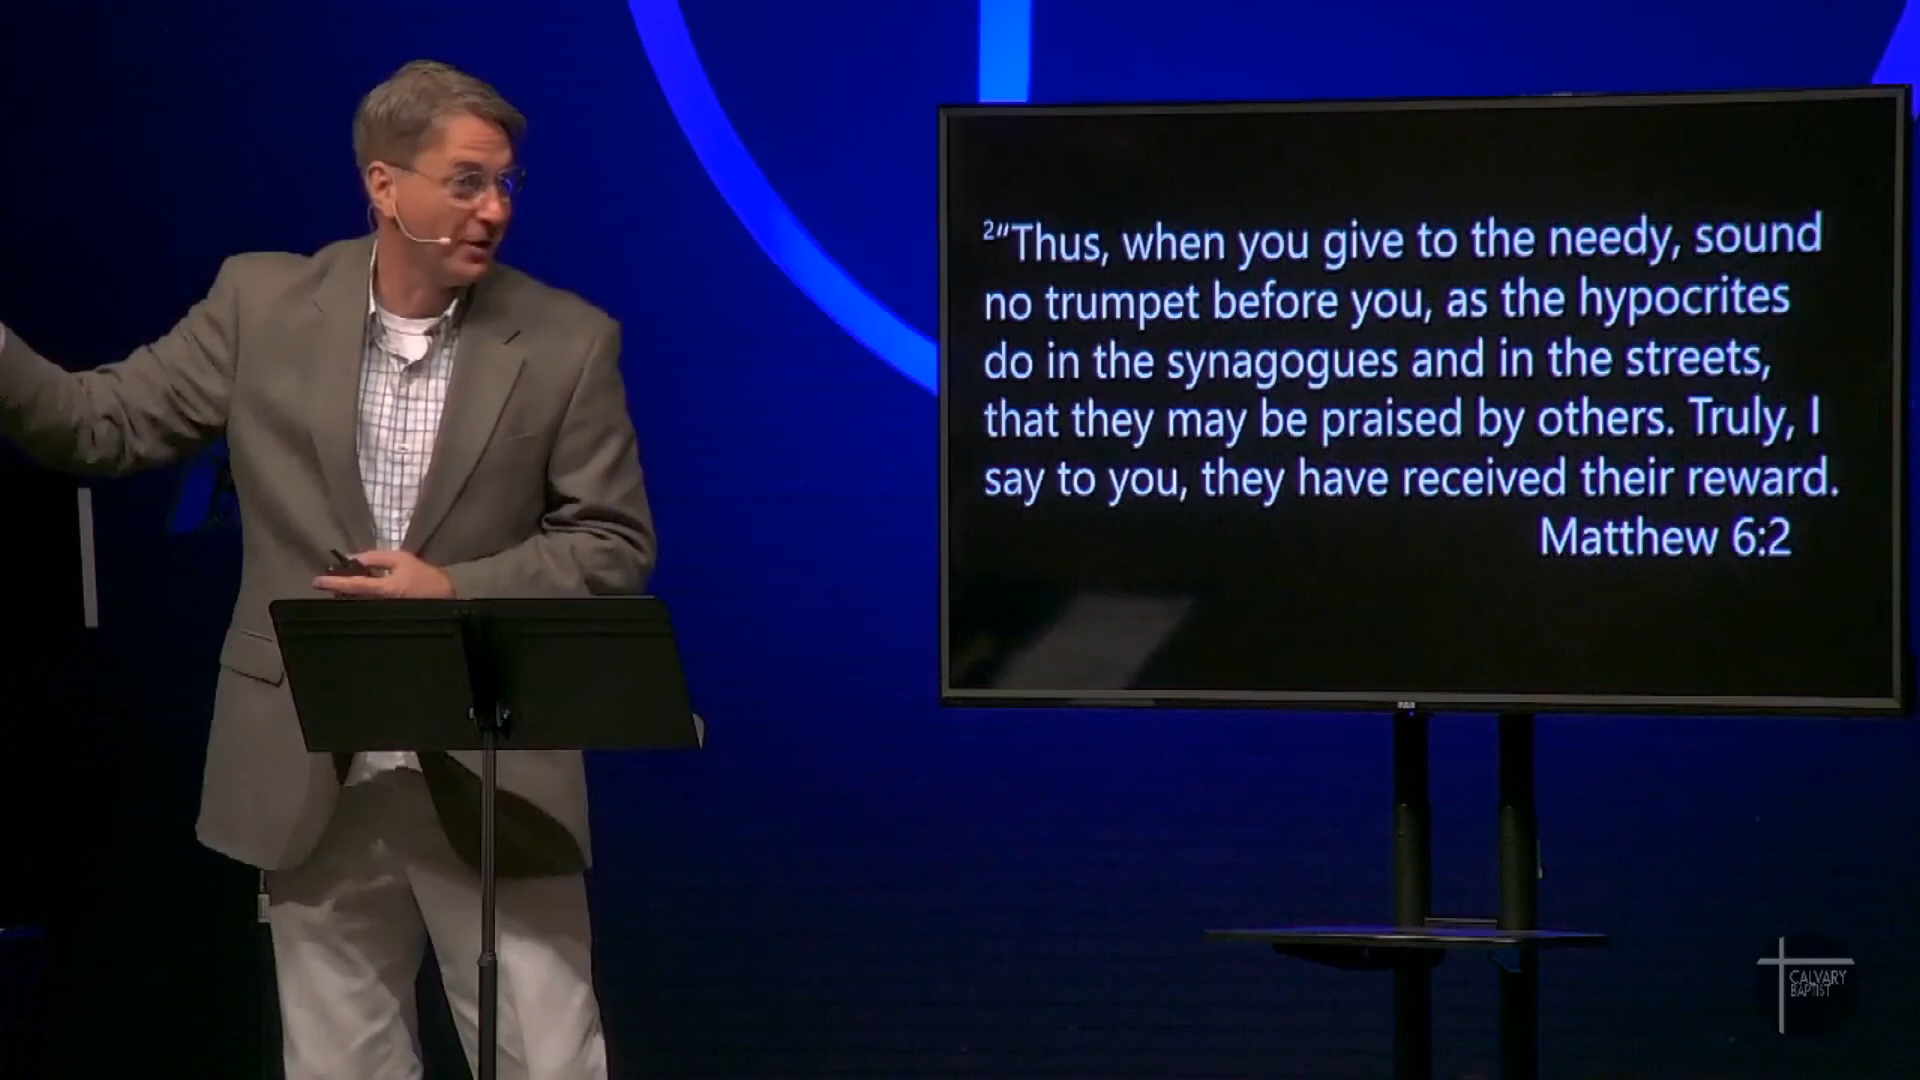 ²“Thus, when you give to the needy, sound
no trumpet before you, as the hypocrites
do in the synagogues and in the streets,
that they may be praised by others. Truly, I
say to you, they have received their reward.
Matthew 6:2
CALVARY
BAPTIST